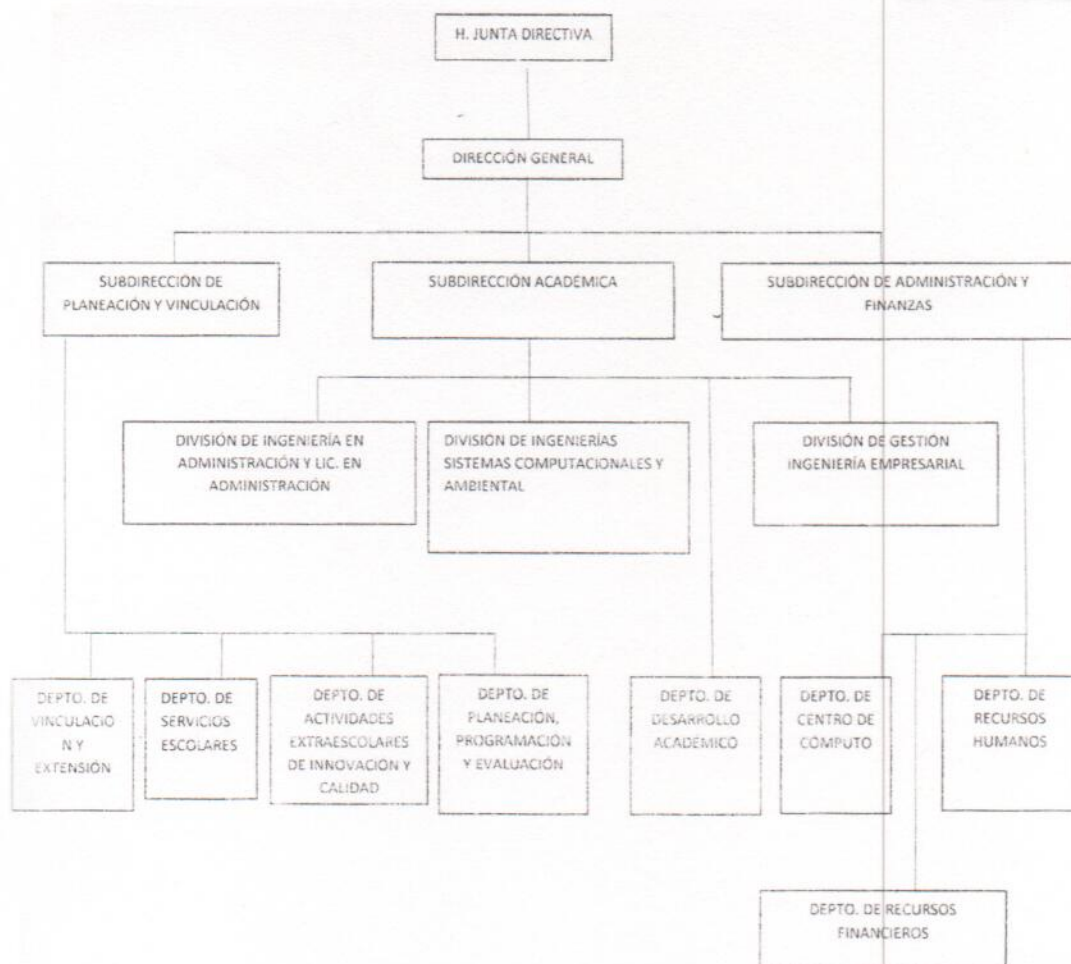 H. JUNTA DIRECTIVA
DIRECCIÓN GENERAL
SUBDIRECCIÓN DE
PLANEACIÓN Y VINCULACIÓN
SUBDIRECCIÓN ACADÉMICA
SUBDIRECCIÓN DE ADMINISTRACIÓN Y
FINANZAS
DIVISIÓN DE INGENIERÍA EN
ADMINISTRACIÓN Y LIC. EN
ADMINISTRACIÓN
DIVISIÓN DE INGENIERÍAS
SISTEMAS COMPUTACIONALES Y
AMBIENTAL
DIVISIÓN DE GESTIÓN
INGENIERÍA EMPRESARIAL
DEPTO. DE
VINCULACIO
N Y
EXTENSIÓN
DEPTO. DE
SERVICIOS
ESCOLARES
DEPTO. DE
ACTIVIDADES
EXTRAESCOLARES
DE INNOVACIÓN Y
CALIDAD
DEPTO. DE
PLANEACIÓN,
PROGRAMACIÓN
Y EVALUACIÓN
DEPTO. DE
DESARROLLO
ACADÉMICO
DEPTO. DE
CENTRO DE
CÓMPUTO
DEPTO. DE
RECURSOS
HUMANOS
DEPTO. DE RECURSOS
FINANCIEROS